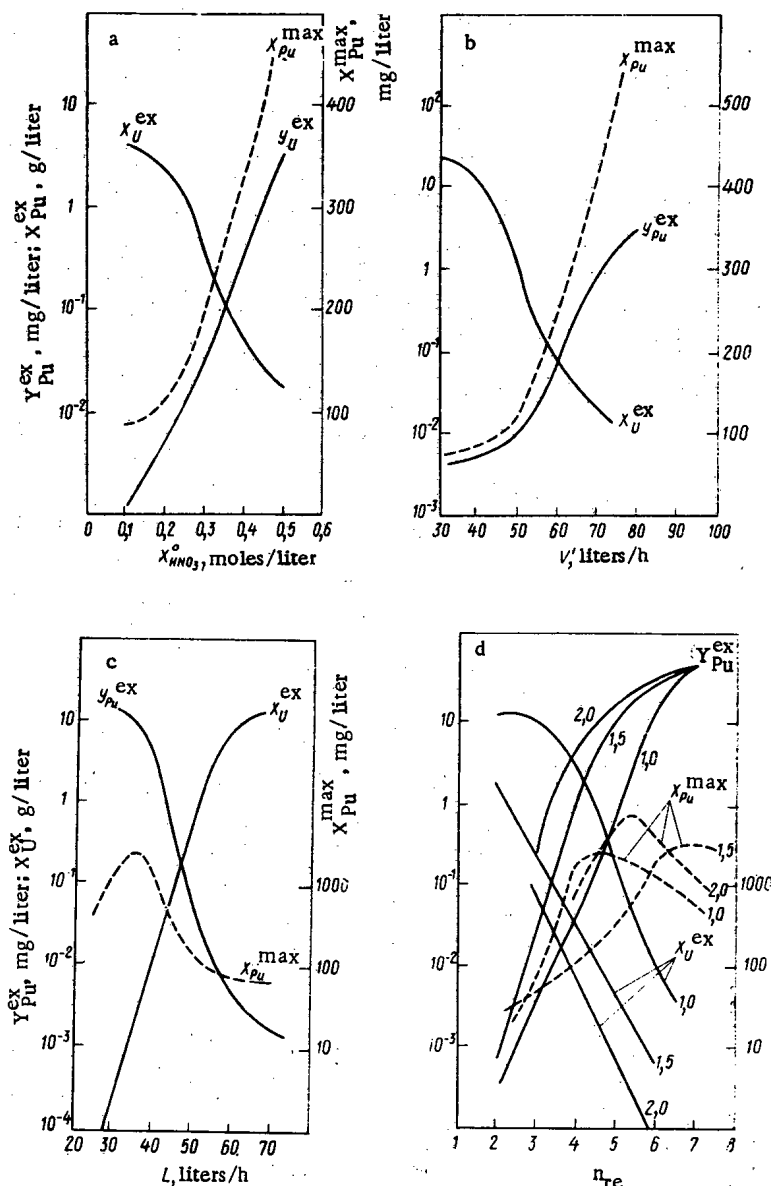 a
x_Pu^max
x_U^ex
y_U^ex
Y_Pu^ex, mg/liter; X_Pu^ex, g/liter
10
1
10^-1
10^-2
X_Pu^max, mg/liter
400
300
200
100
0 0,1 0,2 0,3 0,4 0,5 0,6
X°_HNO3, moles/liter
b
x_Pu^max
y_Pu^ex
x_U^ex
10^2
10
1
10^-1
10^-2
10^-3
500
400
300
200
100
30 40 50 60 70 80 90 100
V,' liters/h
c
y_Pu^ex
x_U^ex
x_Pu^max
Y_Pu^ex, mg/liter; X_U^ex, g/liter
10
1
10^-1
10^-2
10^-3
10^-4
X_Pu^max, mg/liter
1000
100
10
20 30 40 50 60 70 80
L, liters/h
d
Y_Pu^ex
2,0
1,5
1,0
x_Pu^max
1,5
2,0
1,0
x_U^ex
1,0
1,5
2,0
10
1
10^-1
10^-2
10^-3
1000
100
10
1 2 3 4 5 6 7 8
n_re